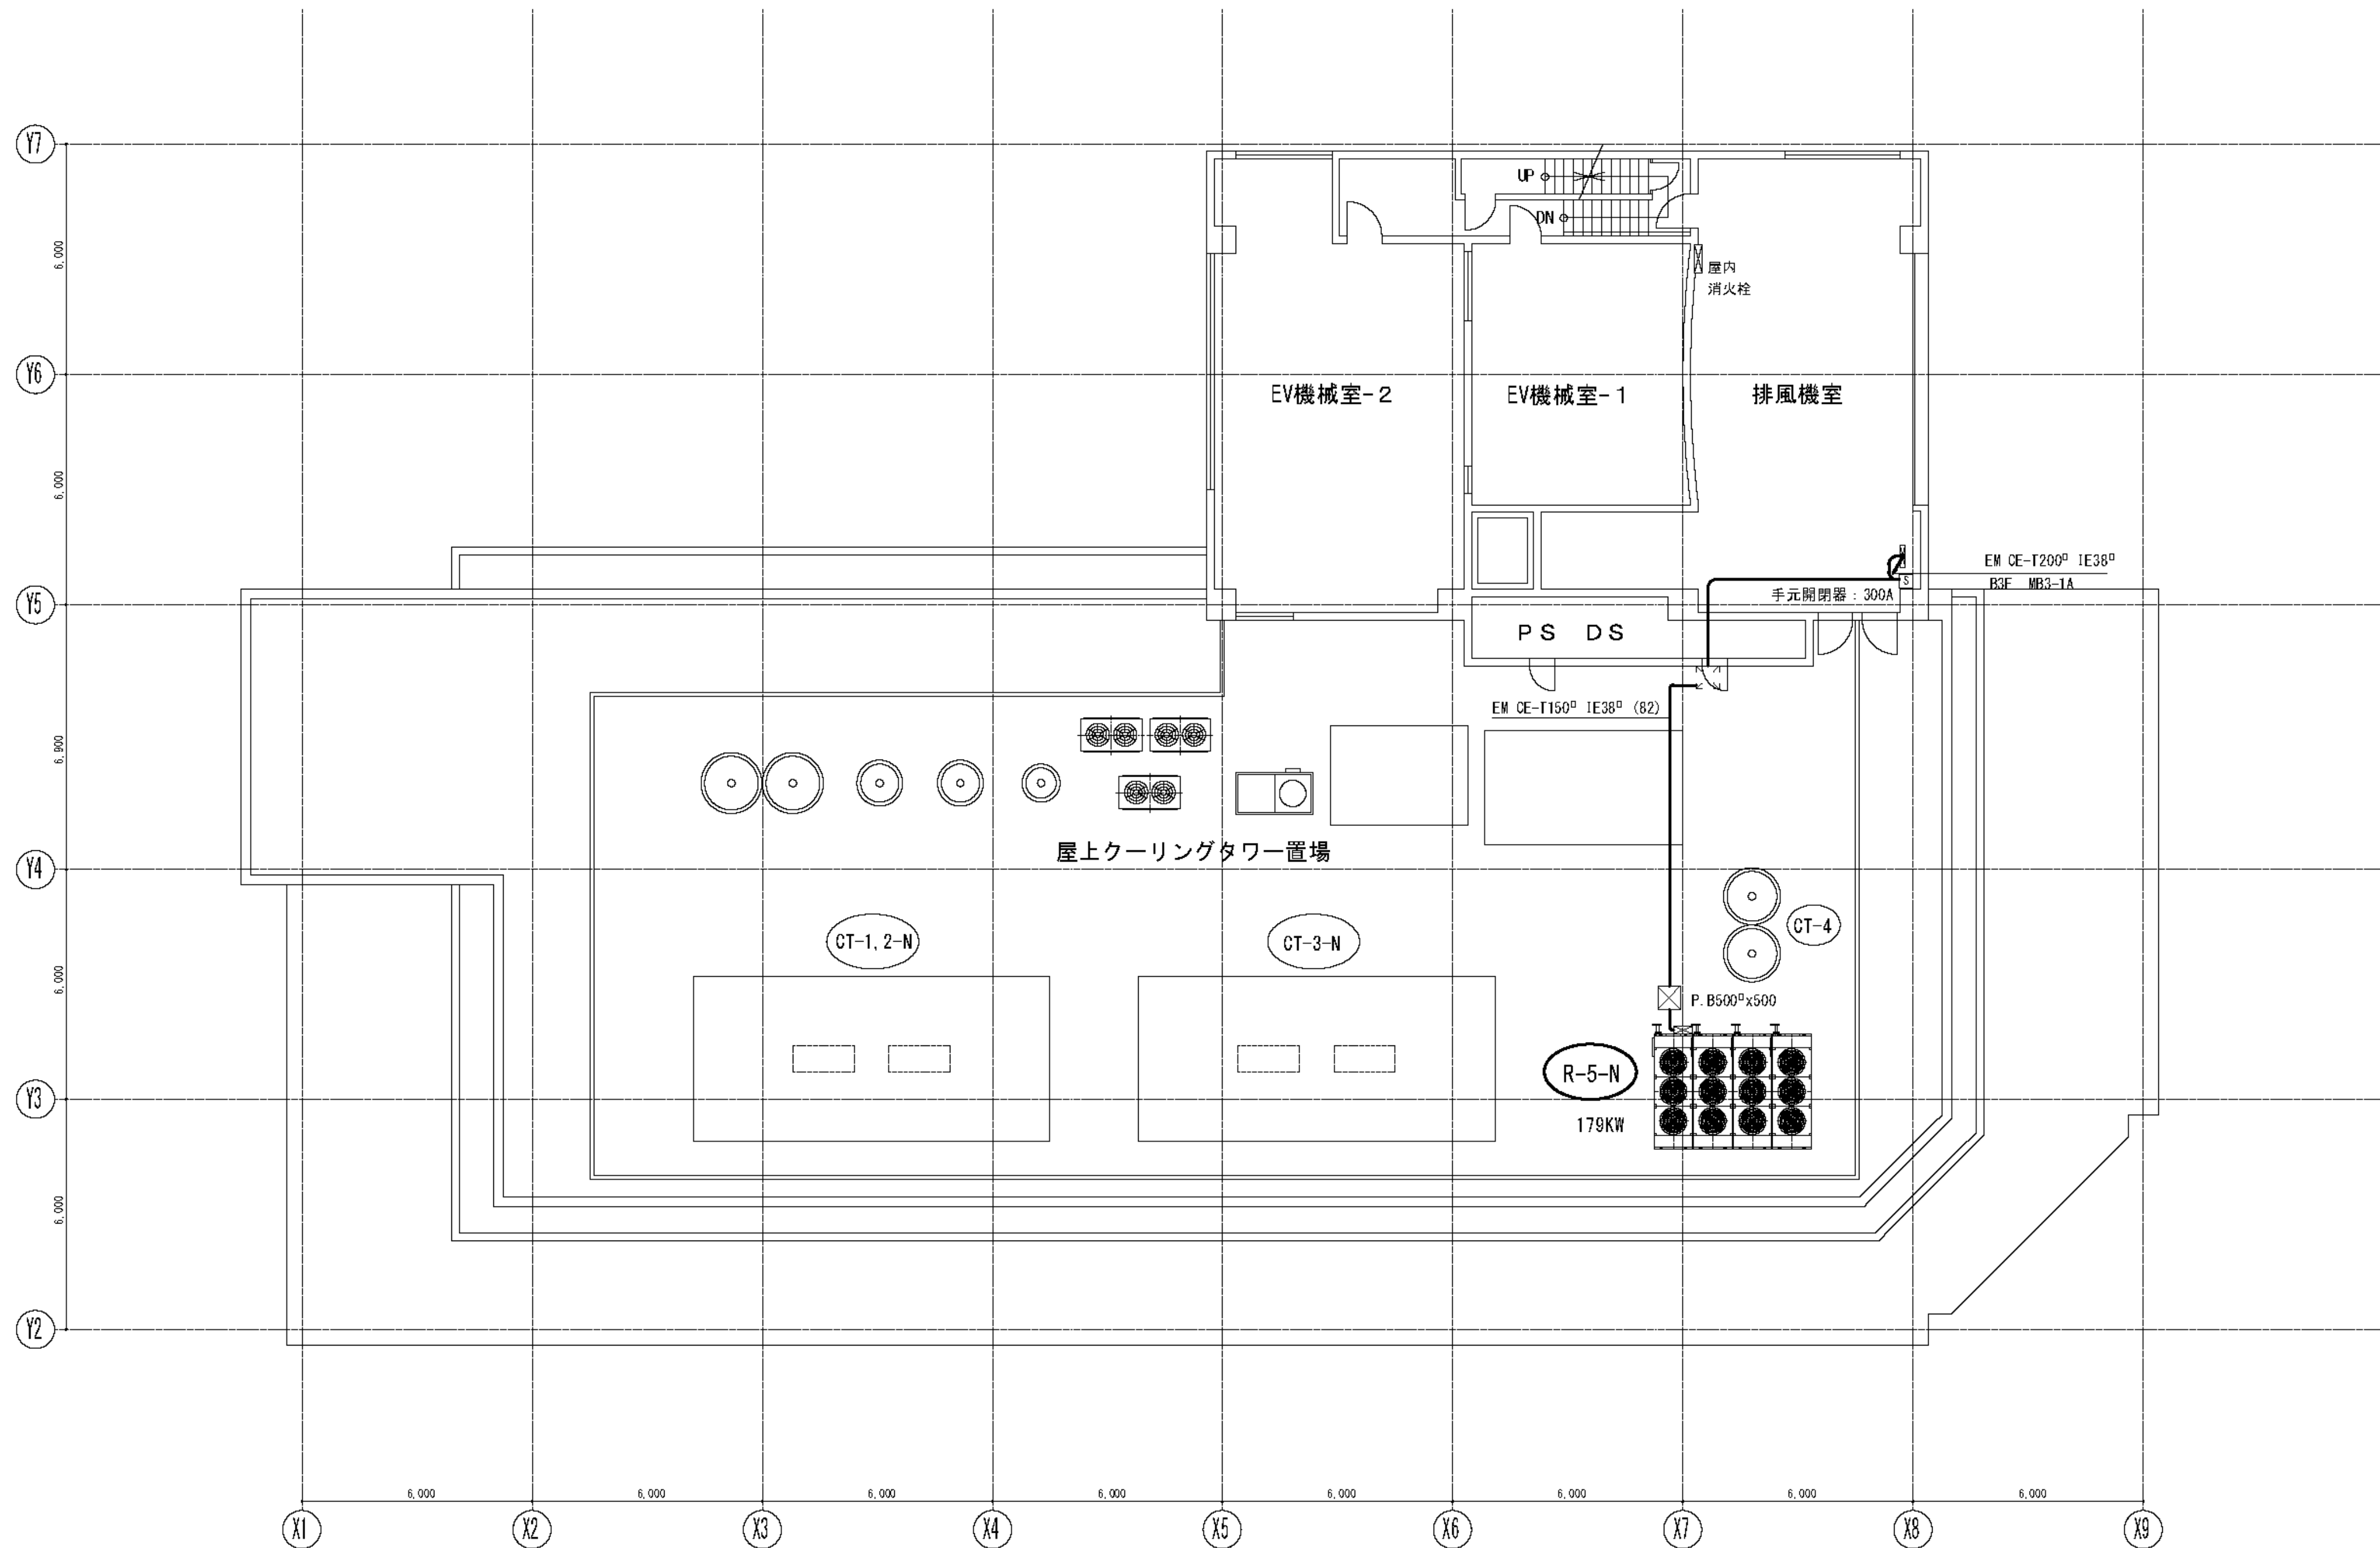 Y7
UP
DN
6,000
屋内
消火栓
Y6
EV機械室-2
EV機械室-1
排風機室
6,000
EM CE-T200□ IE38□
B3F MB3-1A
S
手元開閉器：300A
Y5
PS DS
EM CE-T150□ IE38□ (82)
6,900
屋上クーリングタワー置場
Y4
CT-1,2-N
CT-3-N
CT-4
6,000
P.B500□x500
R-5-N
179KW
Y3
6,000
Y2
6,000
6,000
6,000
6,000
6,000
6,000
6,000
6,000
X1
X2
X3
X4
X5
X6
X7
X8
X9